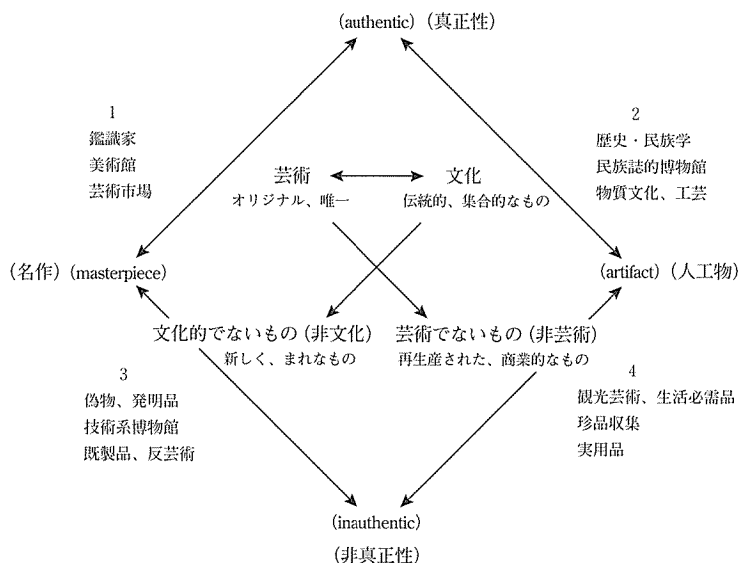 (authentic)（真正性）
1
鑑識家
美術館
芸術市場
2
歴史・民族学
民族誌的博物館
物質文化、工芸
芸術
オリジナル、唯一
文化
伝統的、集合的なもの
（名作）(masperpiece)
(artifact)（人工物）
文化的でないもの（非文化）
新しく、まれなもの
芸術でないもの（非芸術）
再生産された、商業的なもの
3
偽物、発明品
技術系博物館
既製品、反芸術
4
観光芸術、生活必需品
珍品収集
実用品
(inauthentic)
（非真正性）